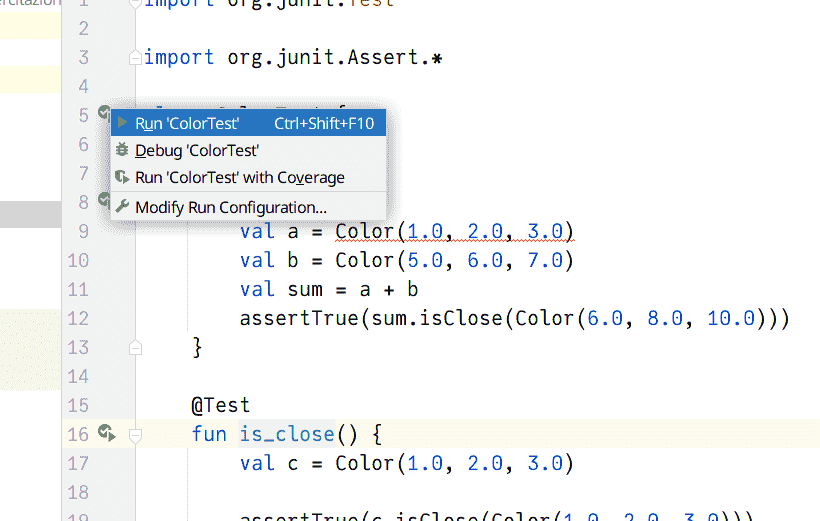 ercitazion
1 import org.junit.Test
2
3 import org.junit.Assert.*
4
5
Run 'ColorTest' Ctrl+Shift+F10
6
Debug 'ColorTest'
7
Run 'ColorTest' with Coverage
8
Modify Run Configuration...
9 val a = Color(1.0, 2.0, 3.0)
10 val b = Color(5.0, 6.0, 7.0)
11 val sum = a + b
12 assertTrue(sum.isClose(Color(6.0, 8.0, 10.0)))
13 }
14
15 @Test
16 fun is_close() {
17 val c = Color(1.0, 2.0, 3.0)
18
19 assertTrue(c.isClose(Color(1.0, 2.0, 3.0)))